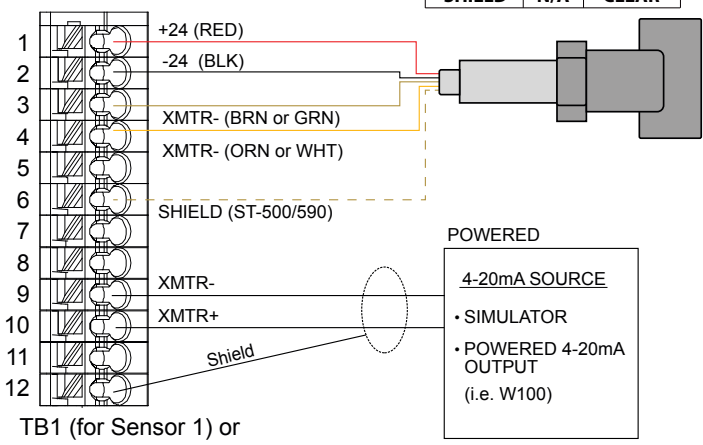 SHIELD N/A CLEAR
1
+24 (RED)
2
-24 (BLK)
3
XMTR- (BRN or GRN)
4
XMTR- (ORN or WHT)
5
6
SHIELD (ST-500/590)
7
POWERED
8
9
XMTR-
4-20mA SOURCE
10
XMTR+
• SIMULATOR
11
Shield
• POWERED 4-20mA
OUTPUT
12
(i.e. W100)
TB1 (for Sensor 1) or